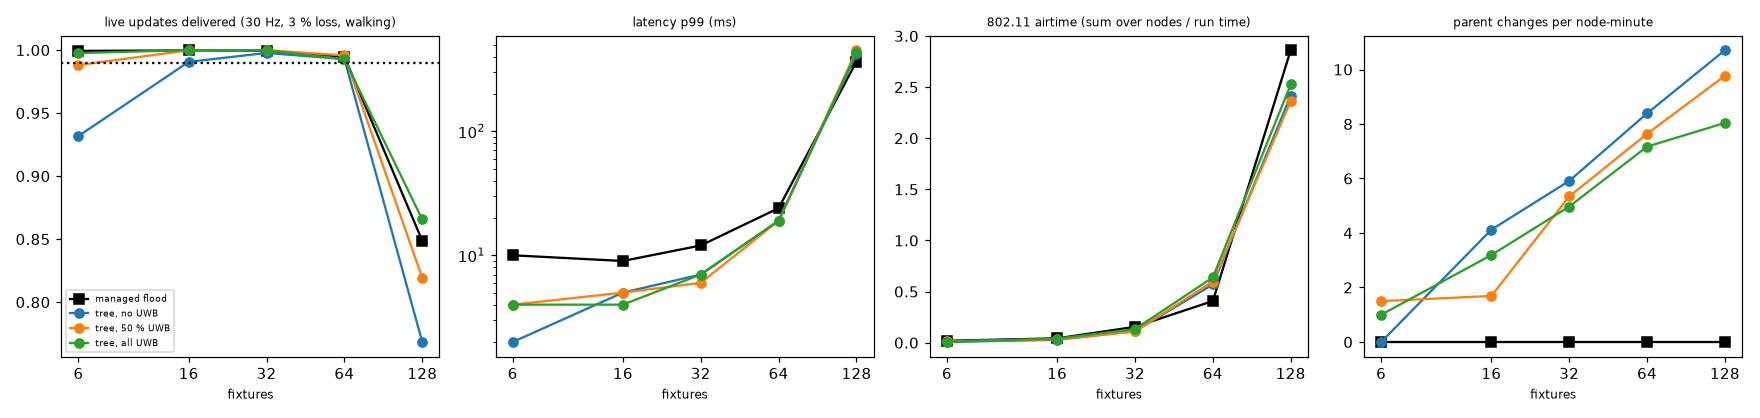 live updates delivered (30 Hz, 3 % loss, walking)
1.00
0.95
0.90
0.85
0.80
managed flood
tree, no UWB
tree, 50 % UWB
tree, all UWB
6 16 32 64 128
fixtures
latency p99 (ms)
10²
10¹
6 16 32 64 128
fixtures
802.11 airtime (sum over nodes / run time)
3.0
2.5
2.0
1.5
1.0
0.5
0.0
6 16 32 64 128
fixtures
parent changes per node-minute
10
8
6
4
2
0
6 16 32 64 128
fixtures